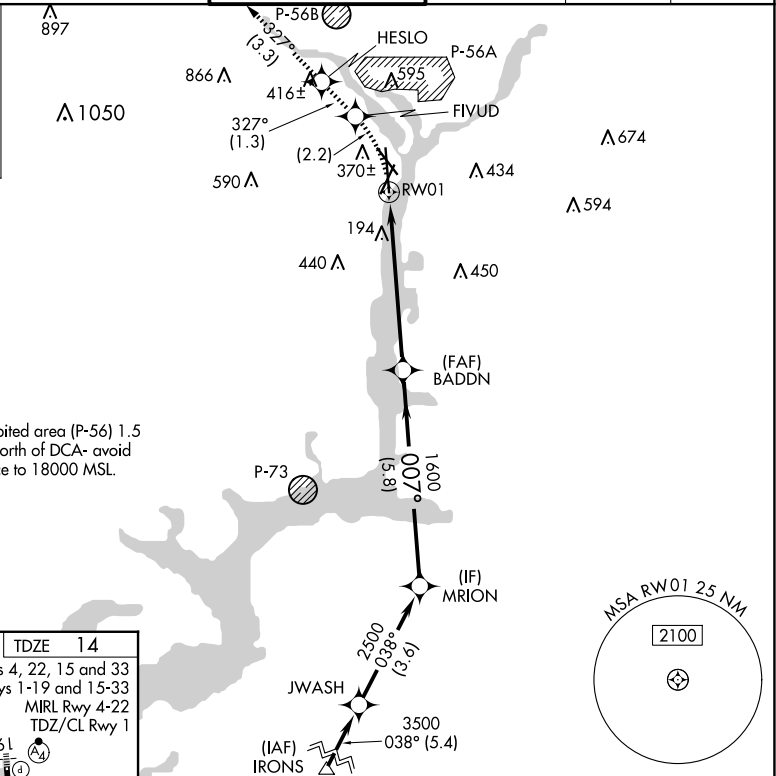 P-56B
897
327°
(3.3)
HESLO
P-56A
866
595
416±
1050
FIVUD
327°
(1.3)
(2.2)
674
370±
434
590
RW01
594
194
440
450
(FAF)
BADDN
bited area (P-56) 1.5
orth of DCA- avoid
ce to 18000 MSL.
P-73
1600
007°
(5.8)
(IF)
MRION
MSA RW01 25 NM
2100
2500
038°
(3.6)
TDZE 14
s 4, 22, 15 and 33
ys 1-19 and 15-33
MIRL Rwy 4-22
TDZ/CL Rwy 1
JWASH
3500
038° (5.4)
(IAF)
IRONS
19
A4
P